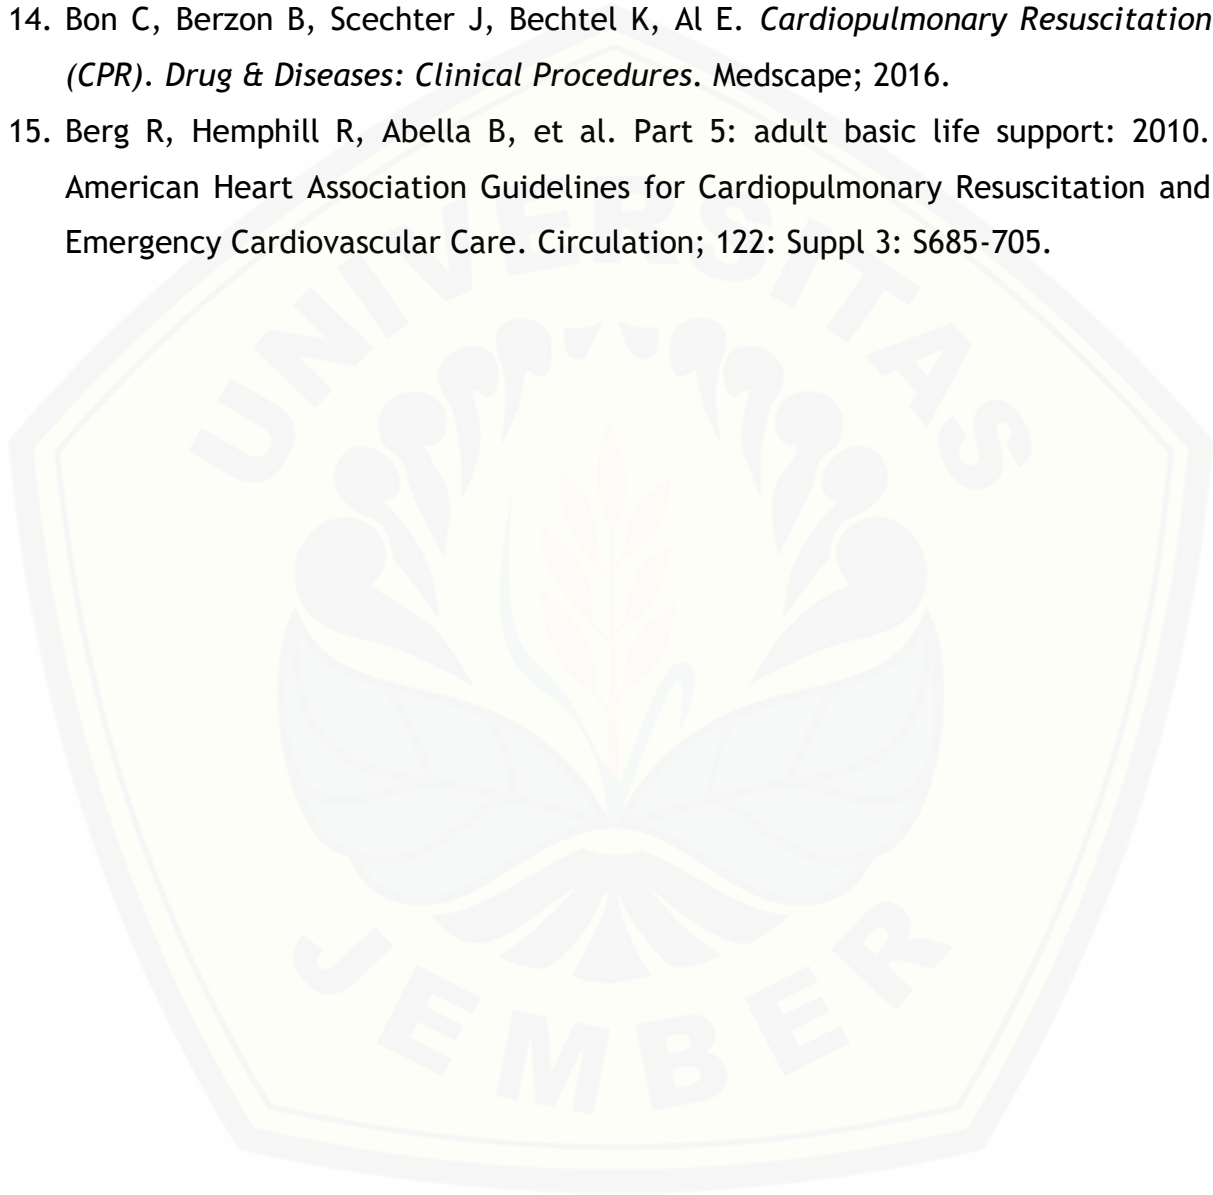 14. Bon C, Berzon B, Scechter J, Bechtel K, Al E. Cardiopulmonary Resuscitation
(CPR). Drug & Diseases: Clinical Procedures. Medscape; 2016.
15. Berg R, Hemphill R, Abella B, et al. Part 5: adult basic life support: 2010.
American Heart Association Guidelines for Cardiopulmonary Resuscitation and
Emergency Cardiovascular Care. Circulation; 122: Suppl 3: S685-705.
UNIVERSITAS
JEMBER